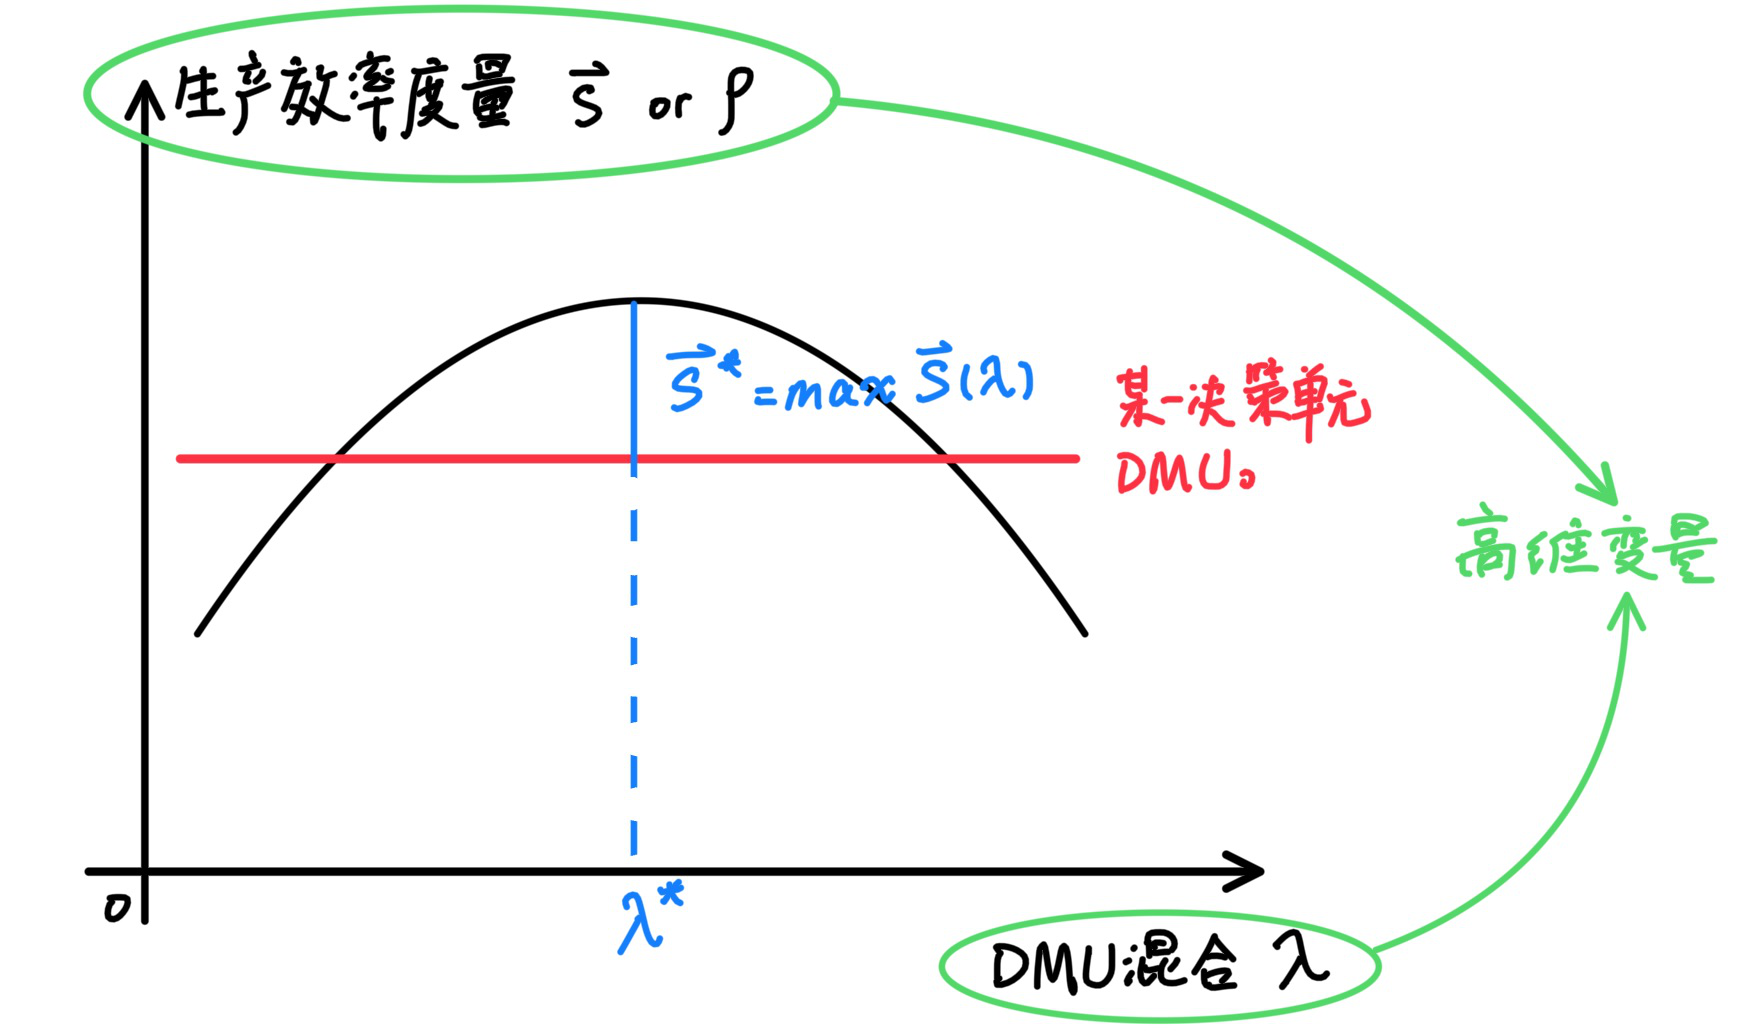 生产效率度量 s⃗ or ρ
s⃗* = max s⃗(λ)
某一决策单元
DMU₀
高维变量
0
λ*
DMU混合 λ